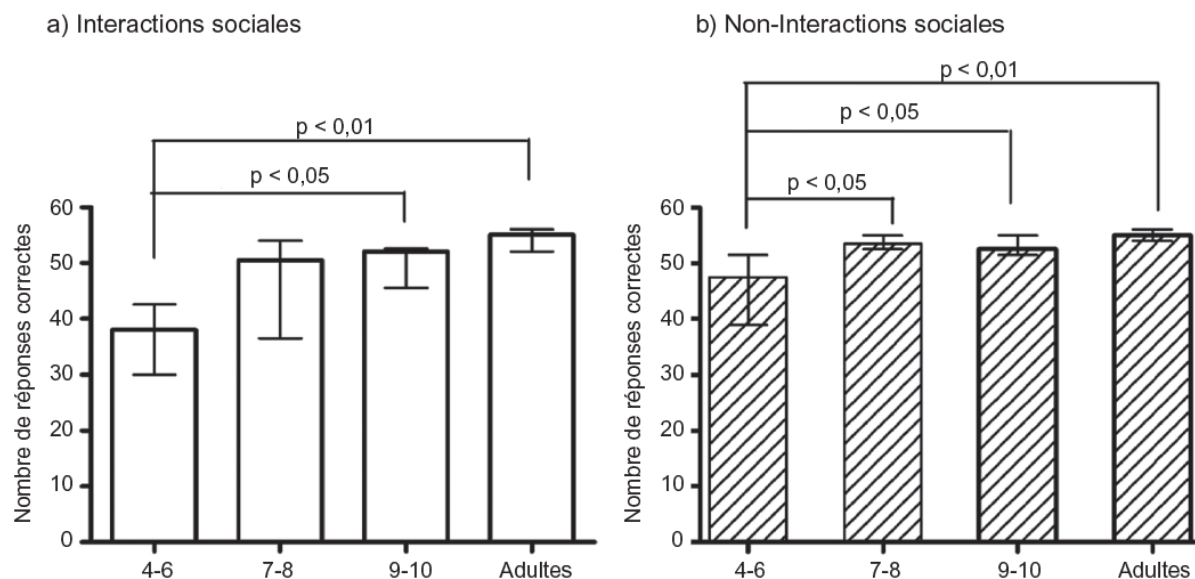 a) Interactions sociales
p < 0,01
p < 0,05
Nombre de réponses correctes
60
50
40
30
20
10
0
4-6
7-8
9-10
Adultes
b) Non-Interactions sociales
p < 0,01
p < 0,05
p < 0,05
Nombre de réponses correctes
60
50
40
30
20
10
0
4-6
7-8
9-10
Adultes